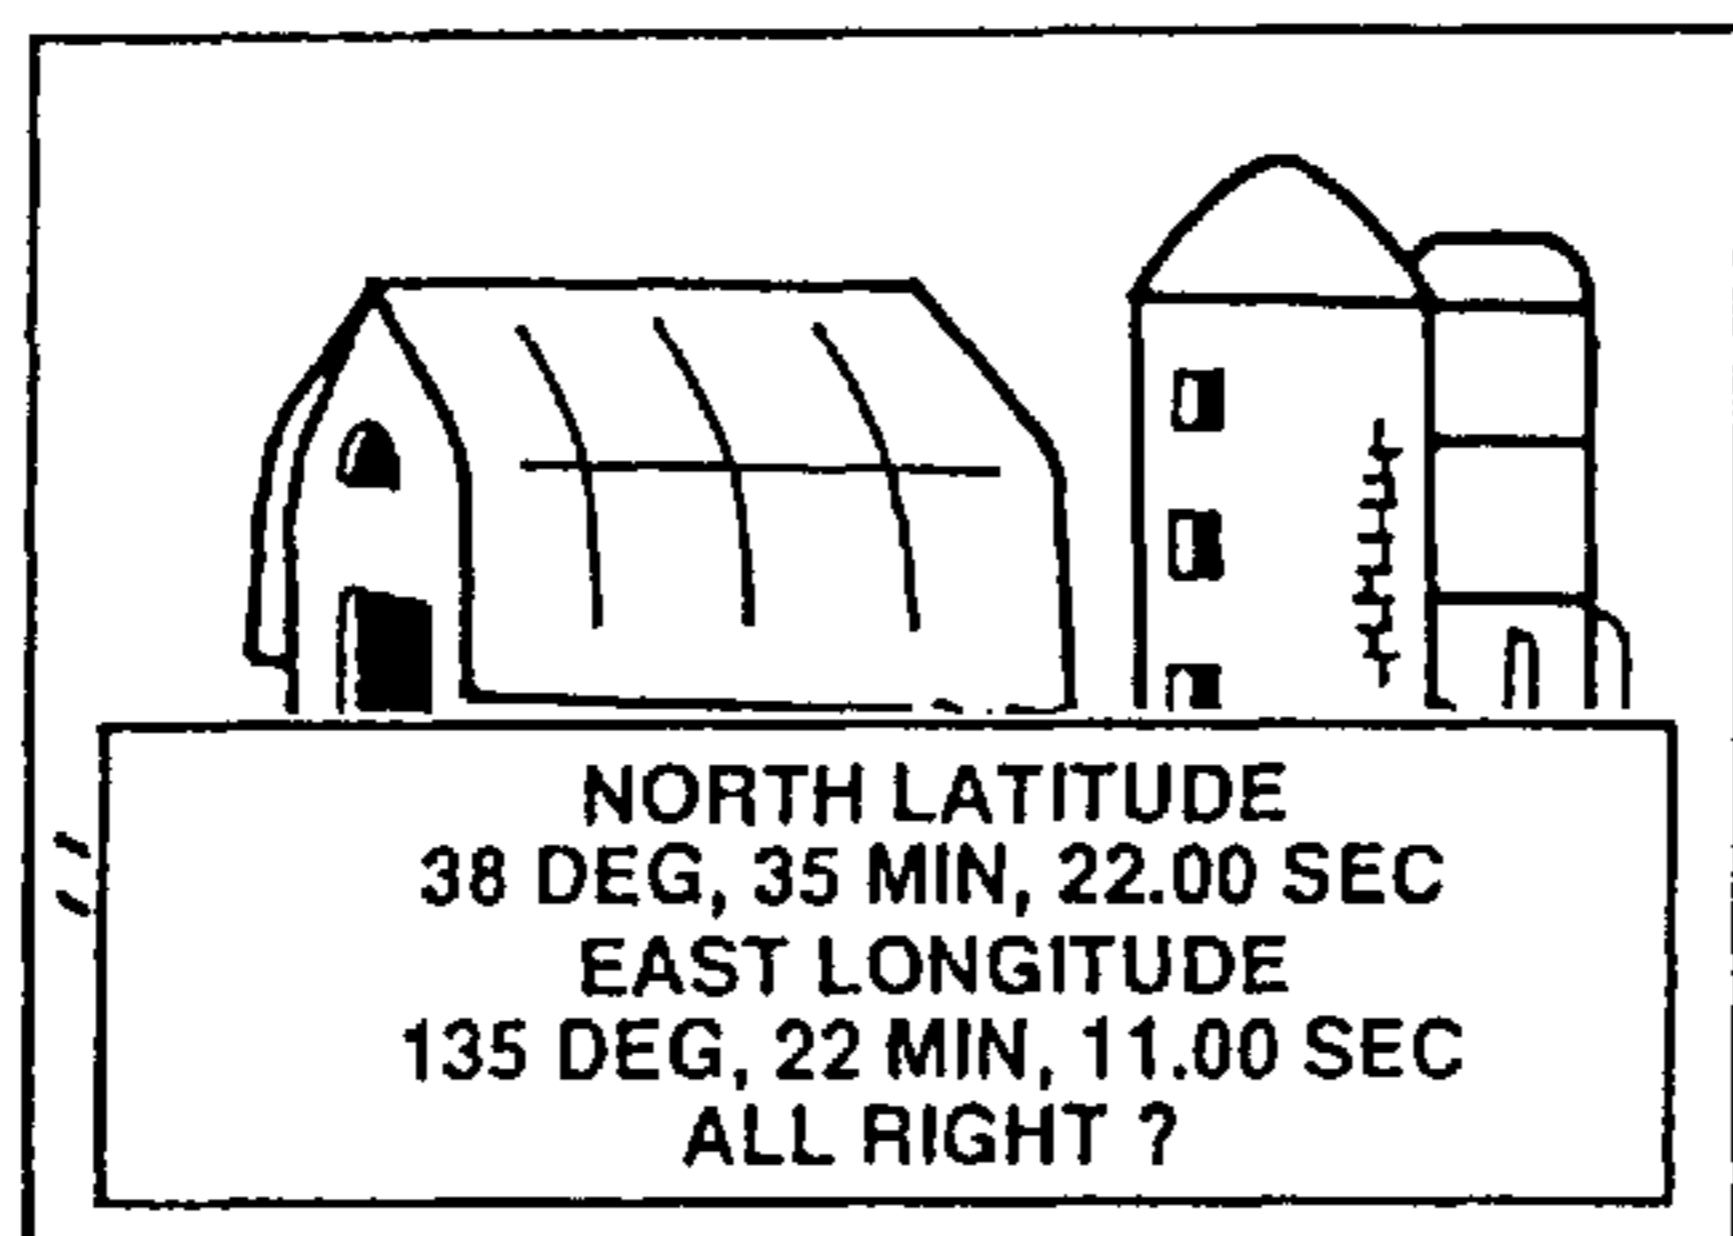 NORTH LATITUDE
38 DEG, 35 MIN, 22.00 SEC
EAST LONGITUDE
135 DEG, 22 MIN, 11.00 SEC
ALL RIGHT ?